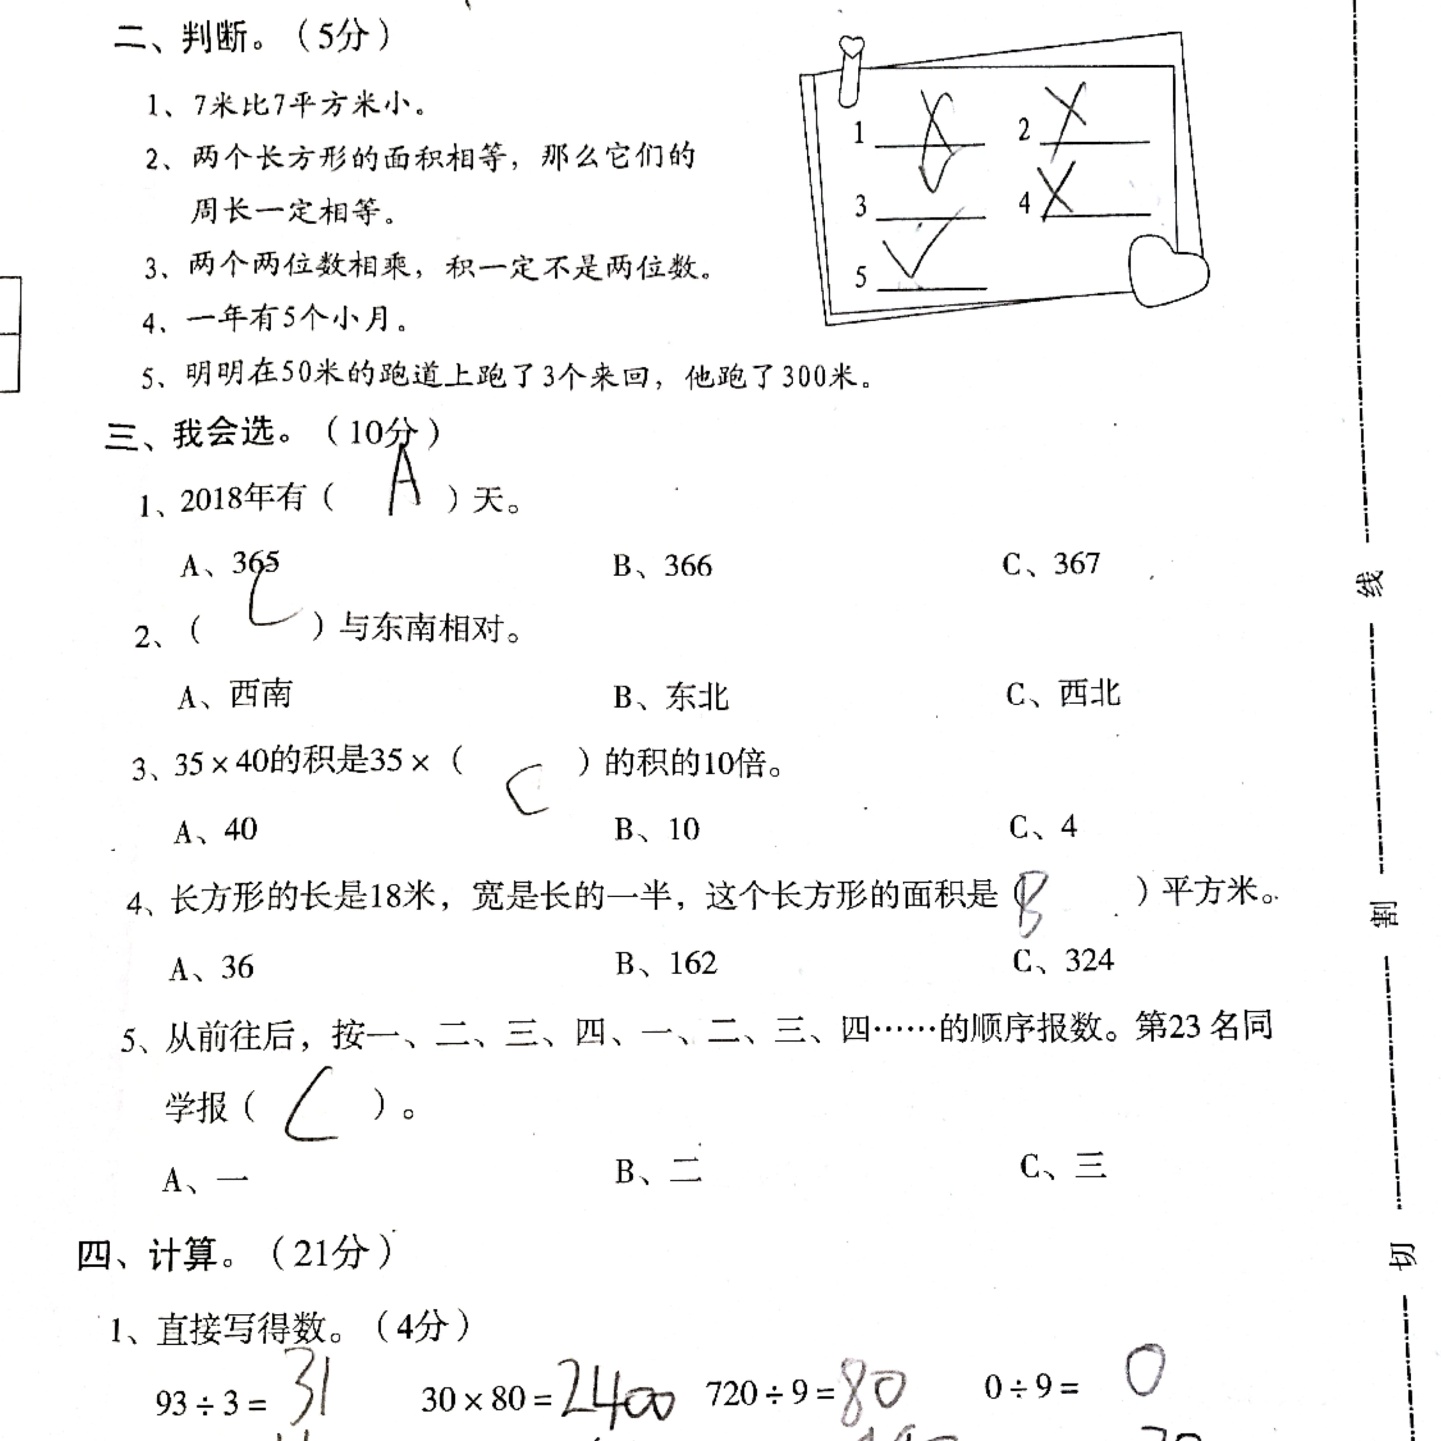 二、判断。(5分)
1、7米比7平方米小。
2、两个长方形的面积相等，那么它们的
周长一定相等。
3、两个两位数相乘，积一定不是两位数。
4、一年有5个小月。
5、明明在50米的跑道上跑了3个来回，他跑了300米。
1 2 ×
3 4 ×
5 ✓
三、我会选。(10分)
1、2018年有( A )天。
A、365 B、366 C、367
2、( C )与东南相对。
A、西南 B、东北 C、西北
3、35×40的积是35×( C )的积的10倍。
A、40 B、10 C、4
4、长方形的长是18米，宽是长的一半，这个长方形的面积是( B )平方米。
A、36 B、162 C、324
5、从前往后，按一、二、三、四、一、二、三、四……的顺序报数。第23名同
学报( C )。
A、一 B、二 C、三
四、计算。(21分)
1、直接写得数。(4分)
93÷3= 31 30×80= 2400 720÷9= 80 0÷9= 0
线
割
切